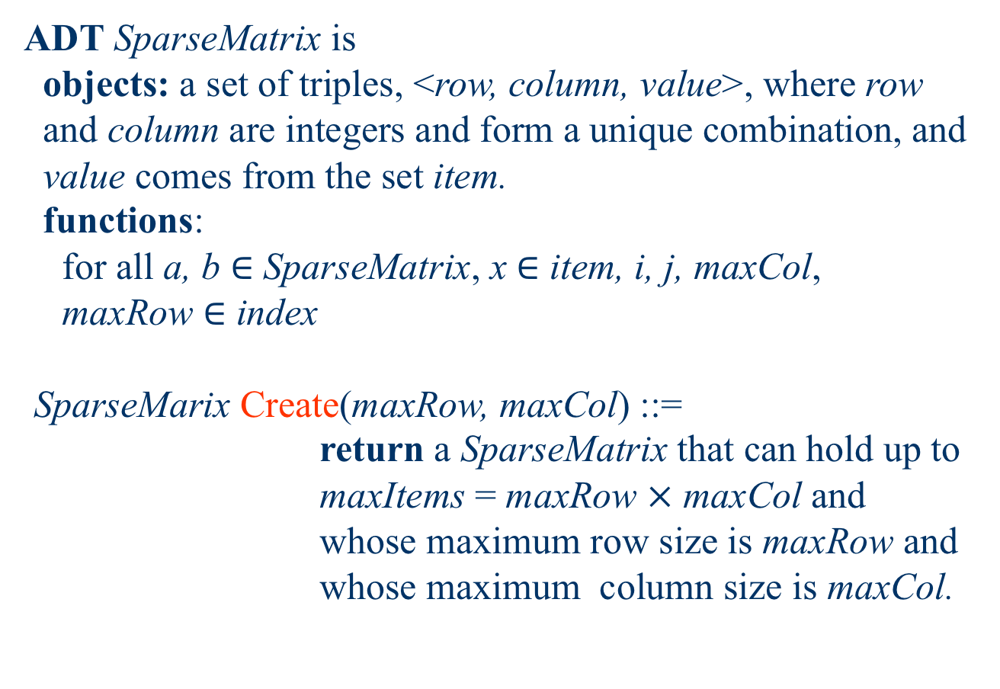 ADT SparseMatrix is
objects: a set of triples, <row, column, value>, where row
and column are integers and form a unique combination, and
value comes from the set item.
functions:
for all a, b ∈ SparseMatrix, x ∈ item, i, j, maxCol,
maxRow ∈ index
SparseMarix Create(maxRow, maxCol) ::=
return a SparseMatrix that can hold up to
maxItems = maxRow × maxCol and
whose maximum row size is maxRow and
whose maximum column size is maxCol.